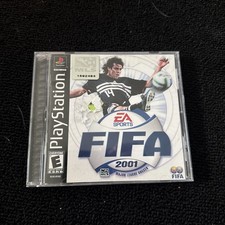 PlayStation
EA
SPORTS
FIFA
2001
MAJOR LEAGUE SOCCER
E
FIFA